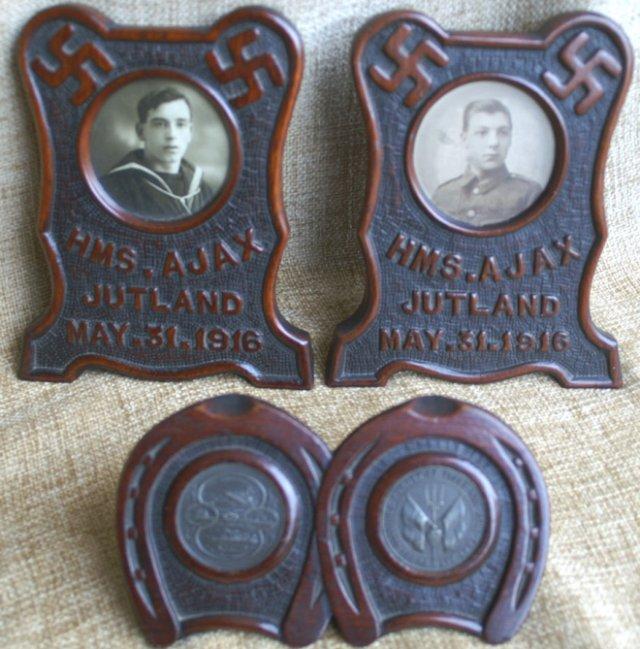 HMS. AJAX
JUTLAND
MAY. 31. 1916
HMS. AJAX
JUTLAND
MAY. 31. 1916